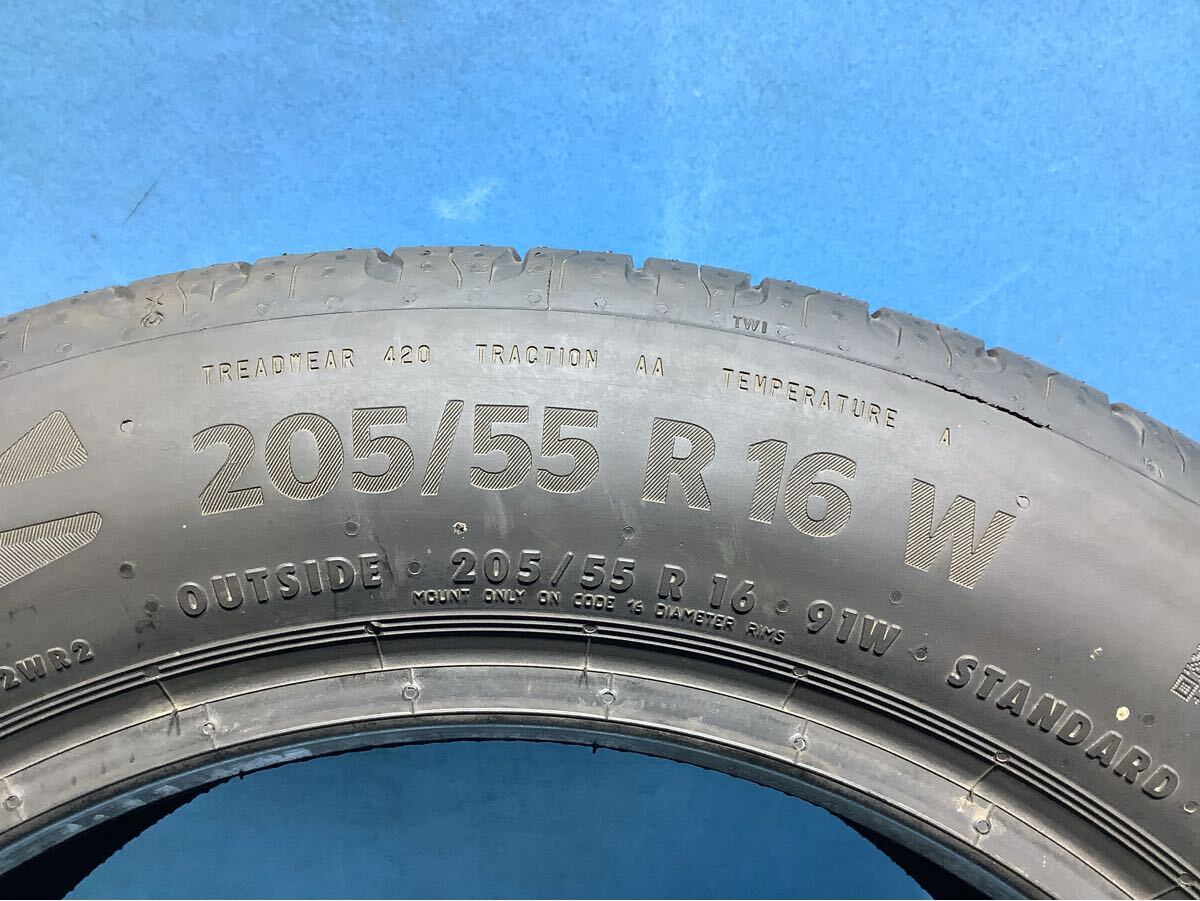 TWI
TREADWEAR 420 TRACTION AA TEMPERATURE A
205/55 R 16 W
OUTSIDE · 205/55 R 16 · 91W · STANDARD ·
MOUNT ONLY ON CODE 16 DIAMETER RIMS
2WR2